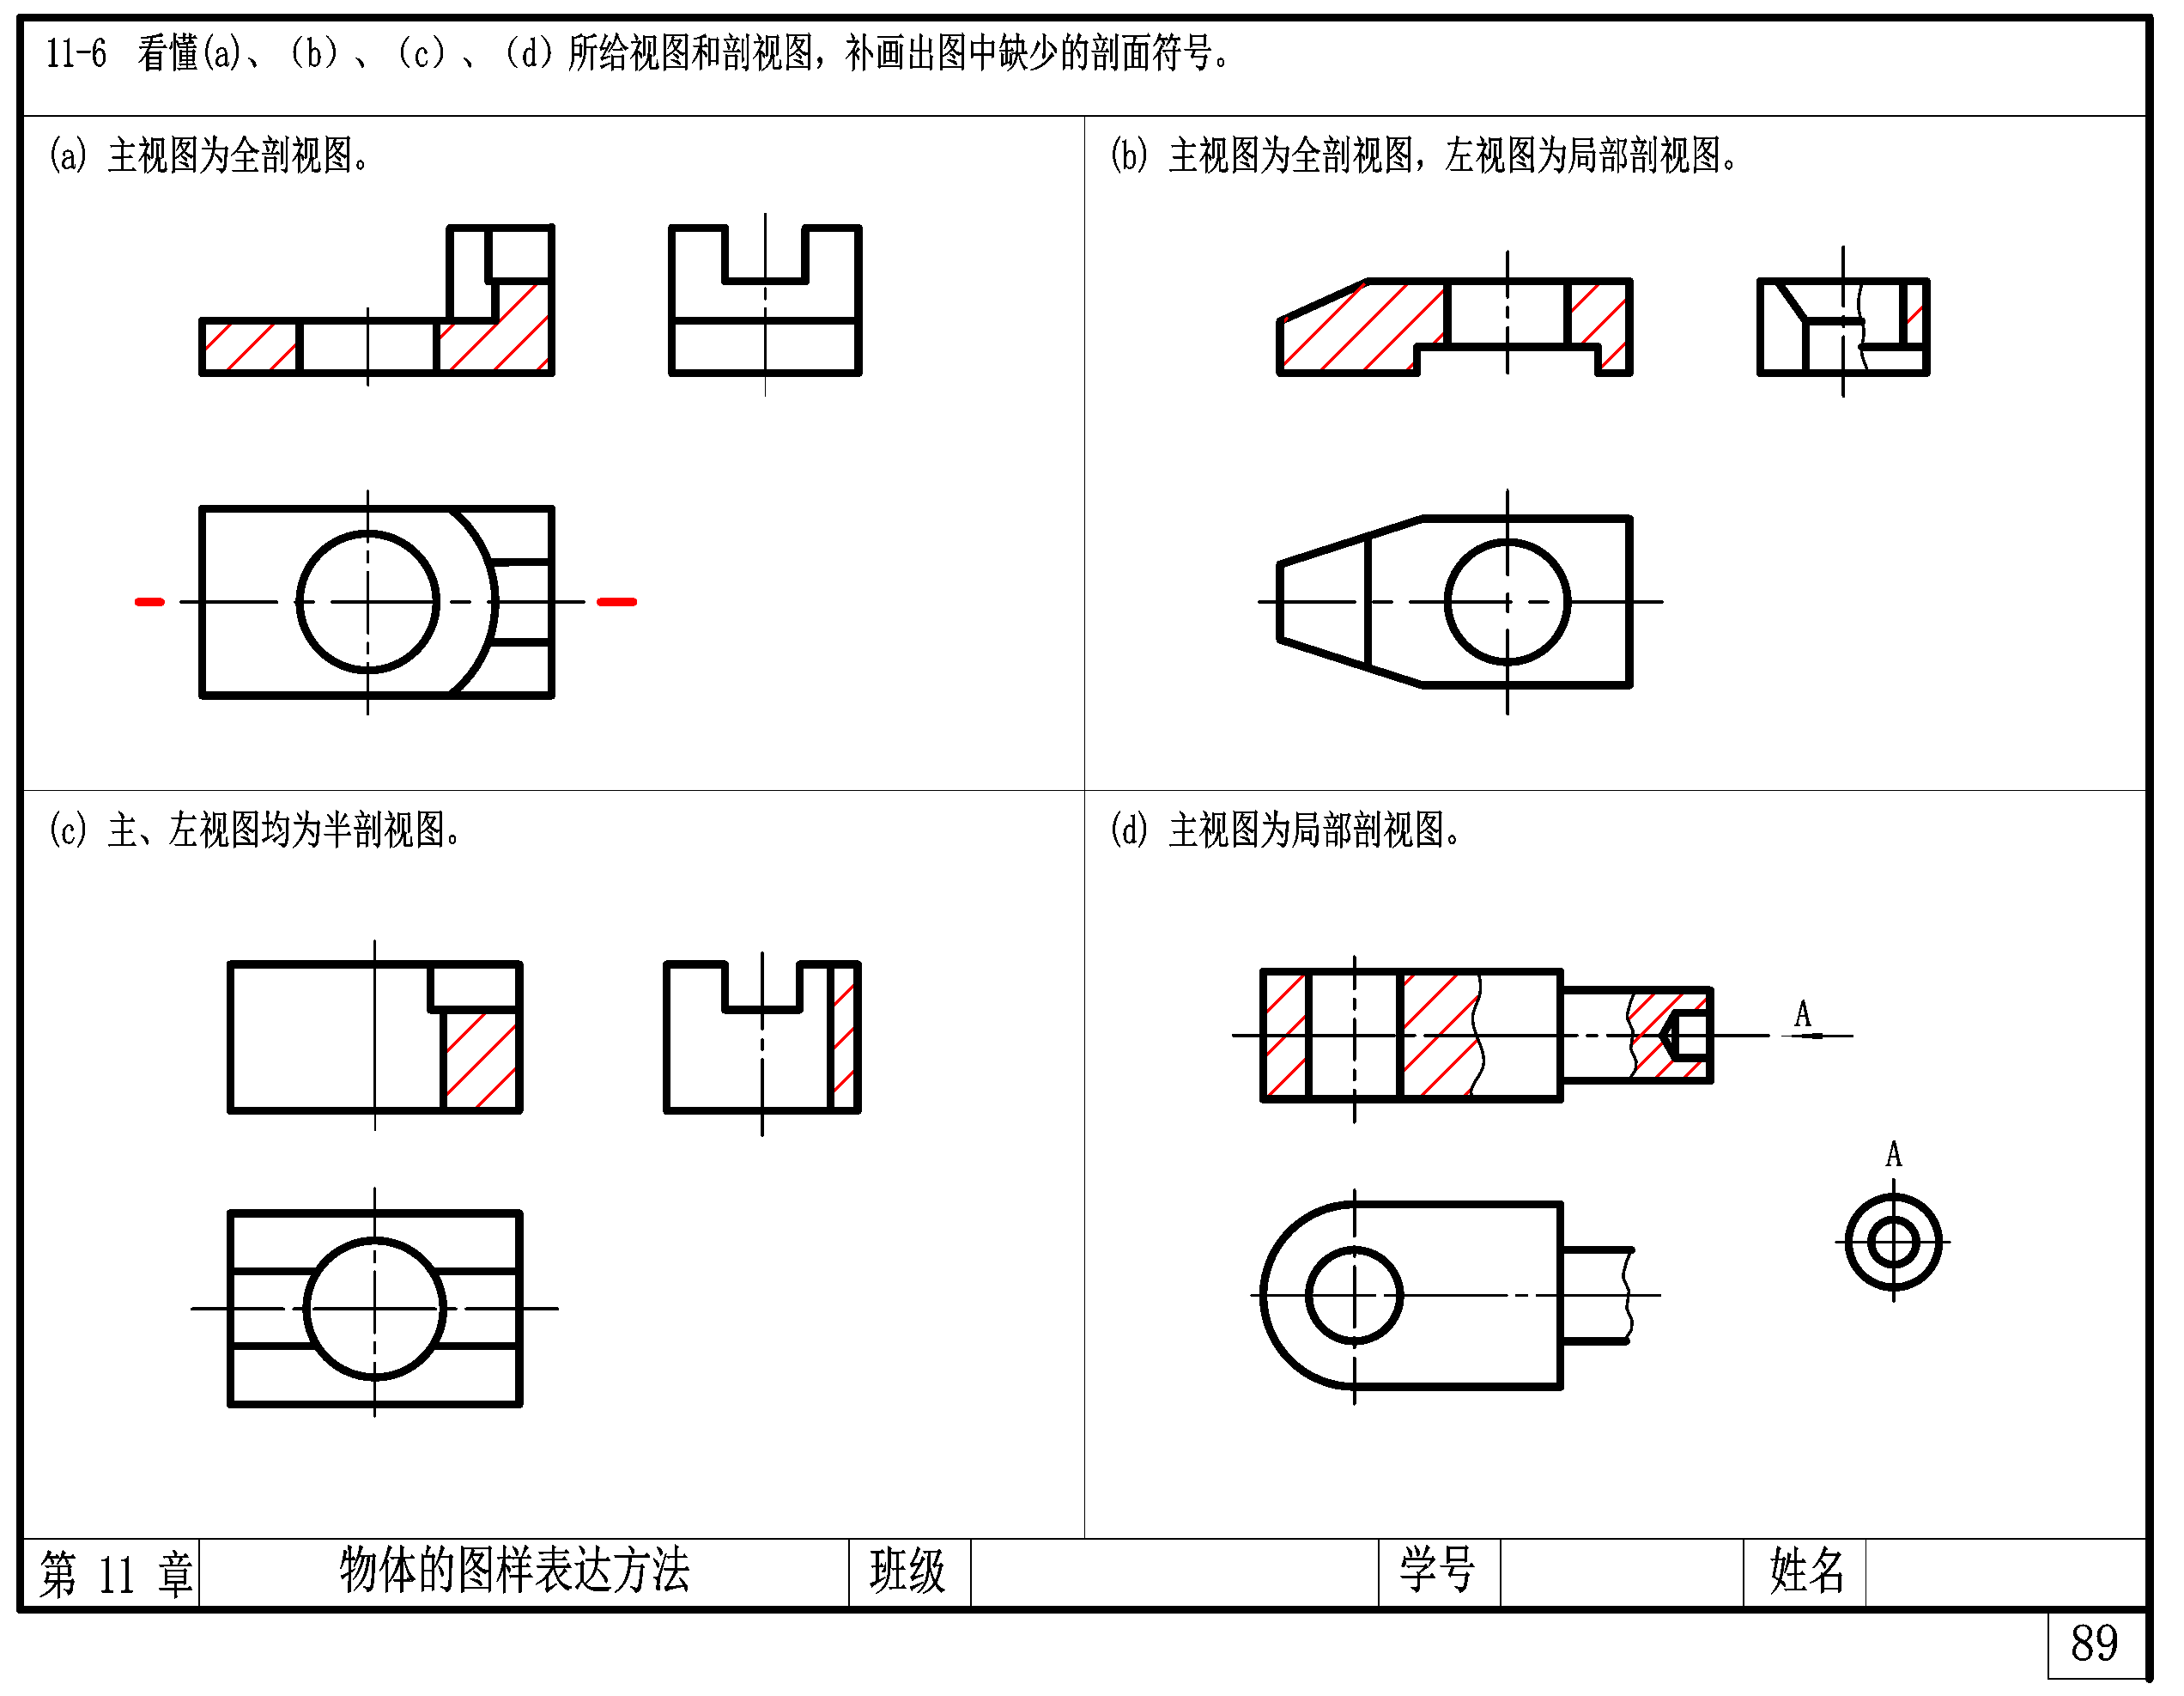 11-6 看懂(a)、（b）、（c）、（d）所给视图和剖视图，补画出图中缺少的剖面符号。
(a) 主视图为全剖视图。
(b) 主视图为全剖视图，左视图为局部剖视图。
(c) 主、左视图均为半剖视图。
(d) 主视图为局部剖视图。
A
A
第 11 章 物体的图样表达方法 班级 学号 姓名
89